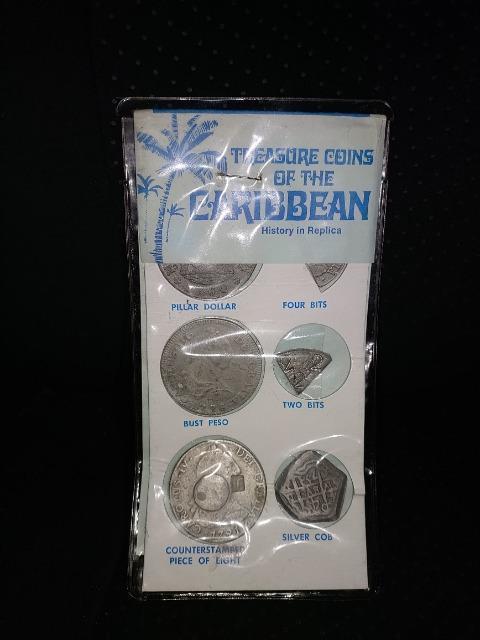 TREASURE COINS
OF THE
CARIBBEAN
History in Replica
PILLAR DOLLAR
FOUR BITS
BUST PESO
TWO BITS
COUNTERSTAMPED
PIECE OF LIGHT
SILVER COB